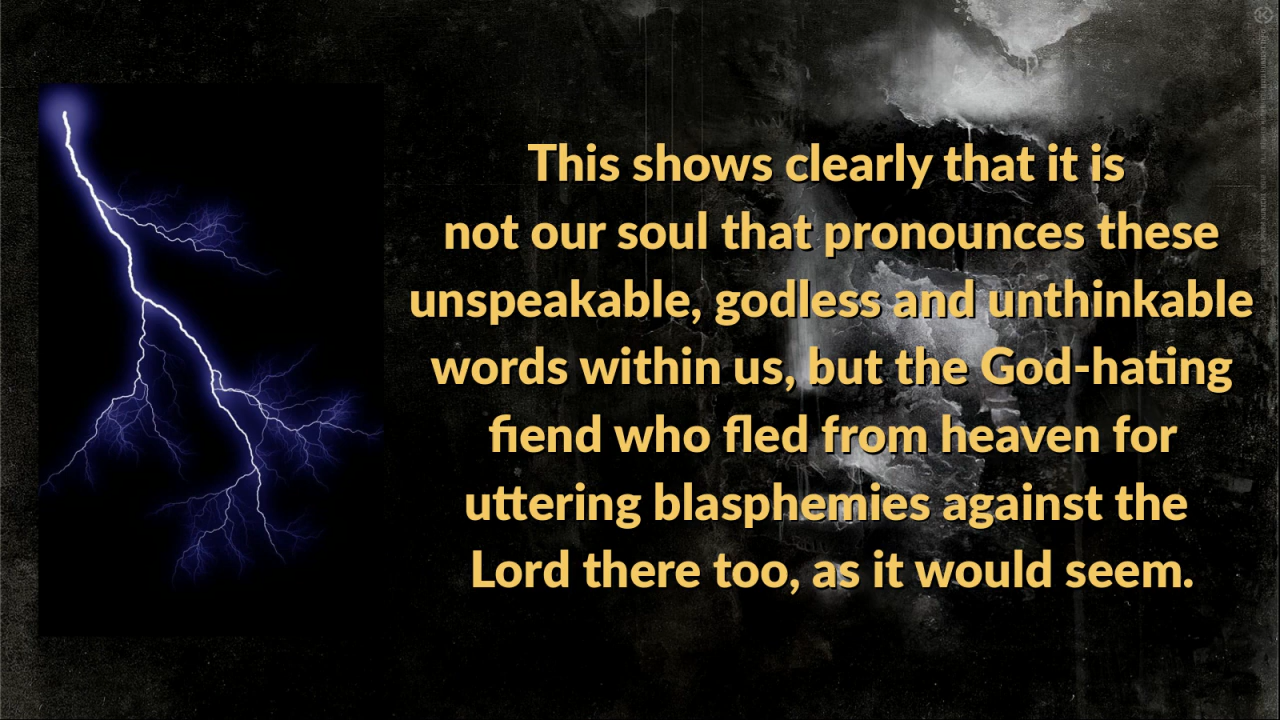 This shows clearly that it is
not our soul that pronounces these
unspeakable, godless and unthinkable
words within us, but the God-hating
fiend who fled from heaven for
uttering blasphemies against the
Lord there too, as it would seem.